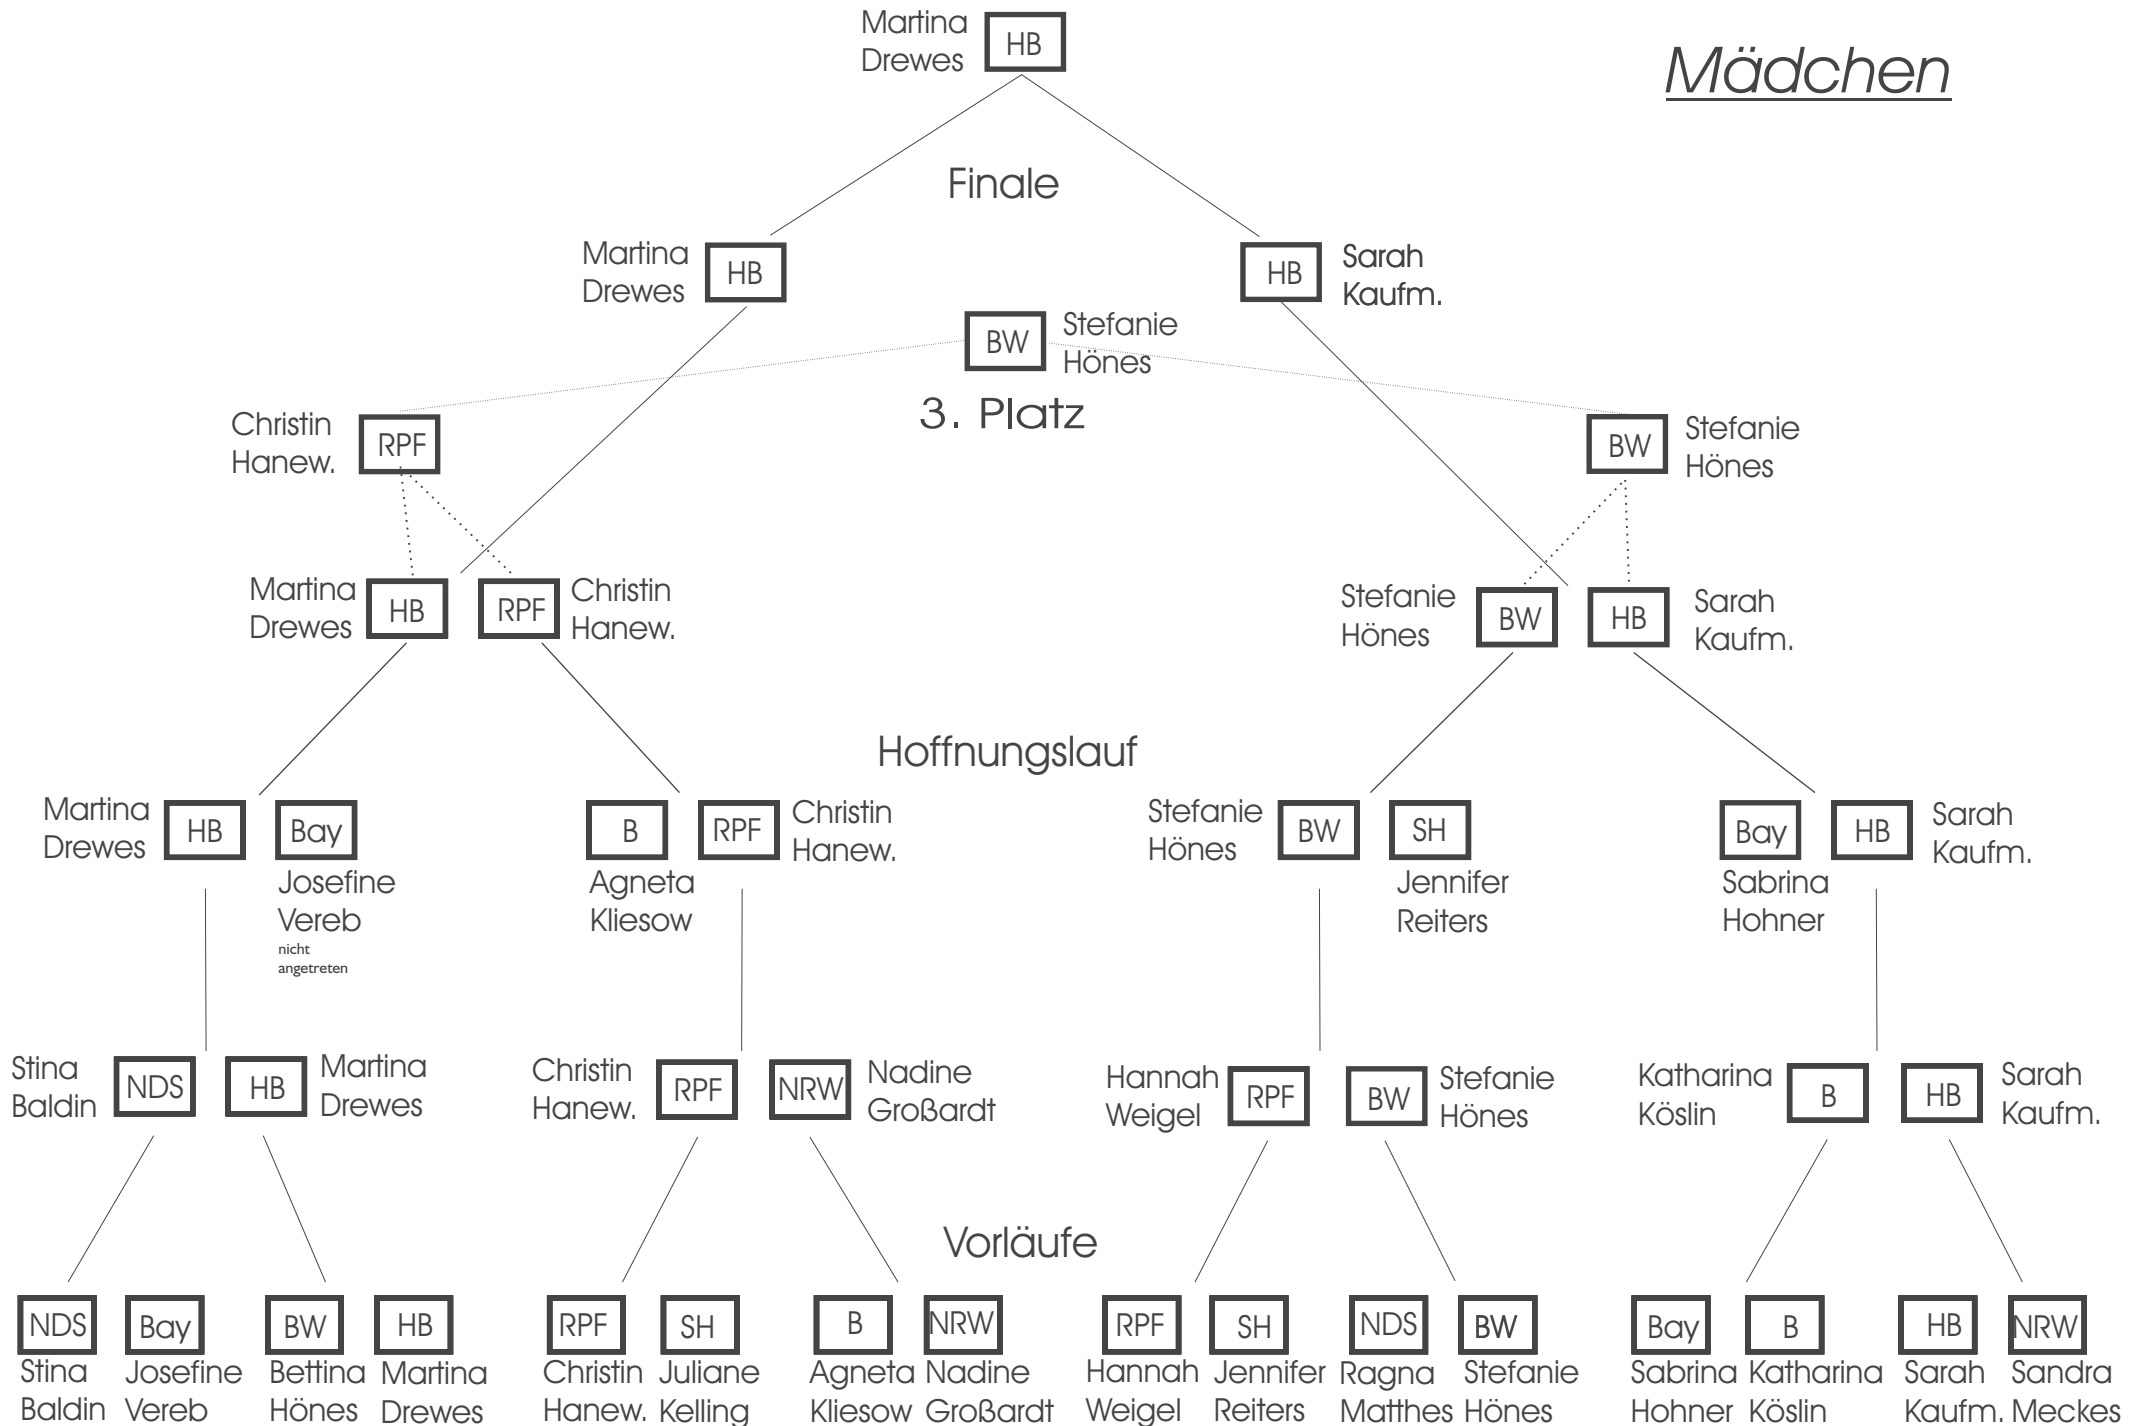 Martina
Drewes
HB
Mädchen
Finale
Martina
Drewes
HB
HB
Sarah
Kaufm.
BW
Stefanie
Hönes
3. Platz
Christin
Hanew.
RPF
BW
Stefanie
Hönes
Martina
Drewes
HB
RPF
Christin
Hanew.
Stefanie
Hönes
BW
HB
Sarah
Kaufm.
Hoffnungslauf
Martina
Drewes
HB
Bay
Josefine
Vereb
nicht
angetreten
B
Agneta
Kliesow
RPF
Christin
Hanew.
Stefanie
Hönes
BW
SH
Jennifer
Reiters
Bay
Sabrina
Hohner
HB
Sarah
Kaufm.
Stina
Baldin
NDS
HB
Martina
Drewes
Christin
Hanew.
RPF
NRW
Nadine
Großardt
Hannah
Weigel
RPF
BW
Stefanie
Hönes
Katharina
Köslin
B
HB
Sarah
Kaufm.
Vorläufe
NDS
Stina
Baldin
Bay
Josefine
Vereb
BW
Bettina
Hönes
HB
Martina
Drewes
RPF
Christin
Hanew.
SH
Juliane
Kelling
B
Agneta
Kliesow
NRW
Nadine
Großardt
RPF
Hannah
Weigel
SH
Jennifer
Reiters
NDS
Ragna
Matthes
BW
Stefanie
Hönes
Bay
Sabrina
Hohner
B
Katharina
Köslin
HB
Sarah
Kaufm.
NRW
Sandra
Meckes